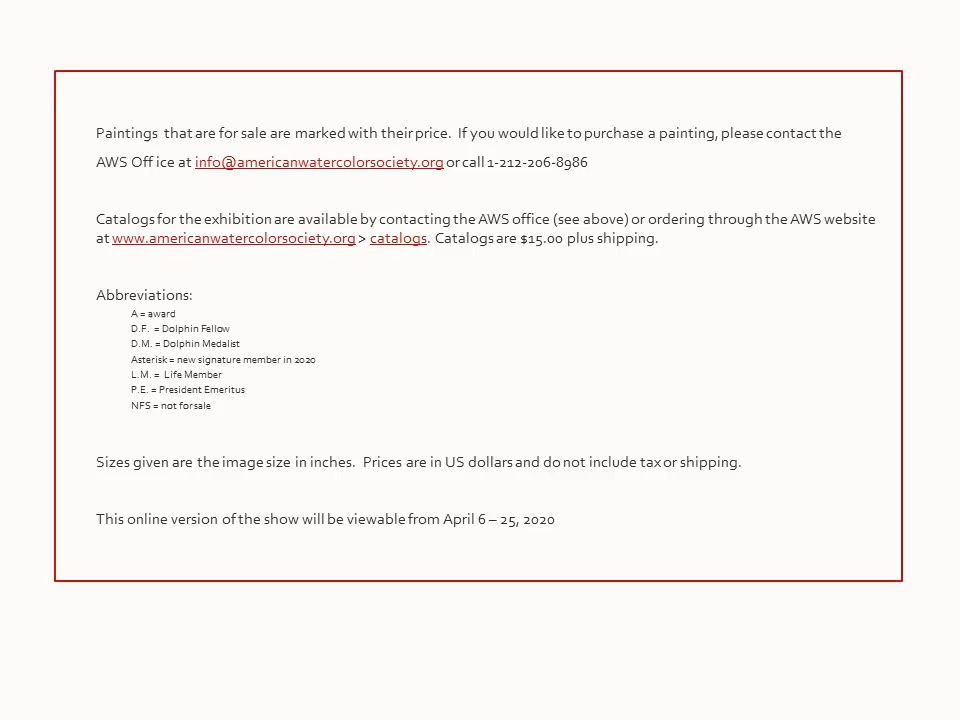 Paintings that are for sale are marked with their price. If you would like to purchase a painting, please contact the
AWS Off ice at info@americanwatercolorsociety.org or call 1-212-206-8986
Catalogs for the exhibition are available by contacting the AWS office (see above) or ordering through the AWS website
at www.americanwatercolorsociety.org > catalogs. Catalogs are $15.00 plus shipping.
Abbreviations:
A = award
D.F. = Dolphin Fellow
D.M. = Dolphin Medalist
Asterisk = new signature member in 2020
L.M. = Life Member
P.E. = President Emeritus
NFS = not for sale
Sizes given are the image size in inches. Prices are in US dollars and do not include tax or shipping.
This online version of the show will be viewable from April 6 – 25, 2020